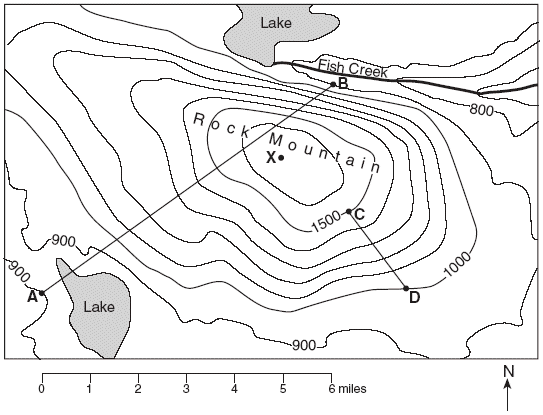 Lake
Fish Creek
B
800
Rock Mountain
X
1500
C
900
900
1000
A
Lake
D
900
0 1 2 3 4 5 6 miles
N